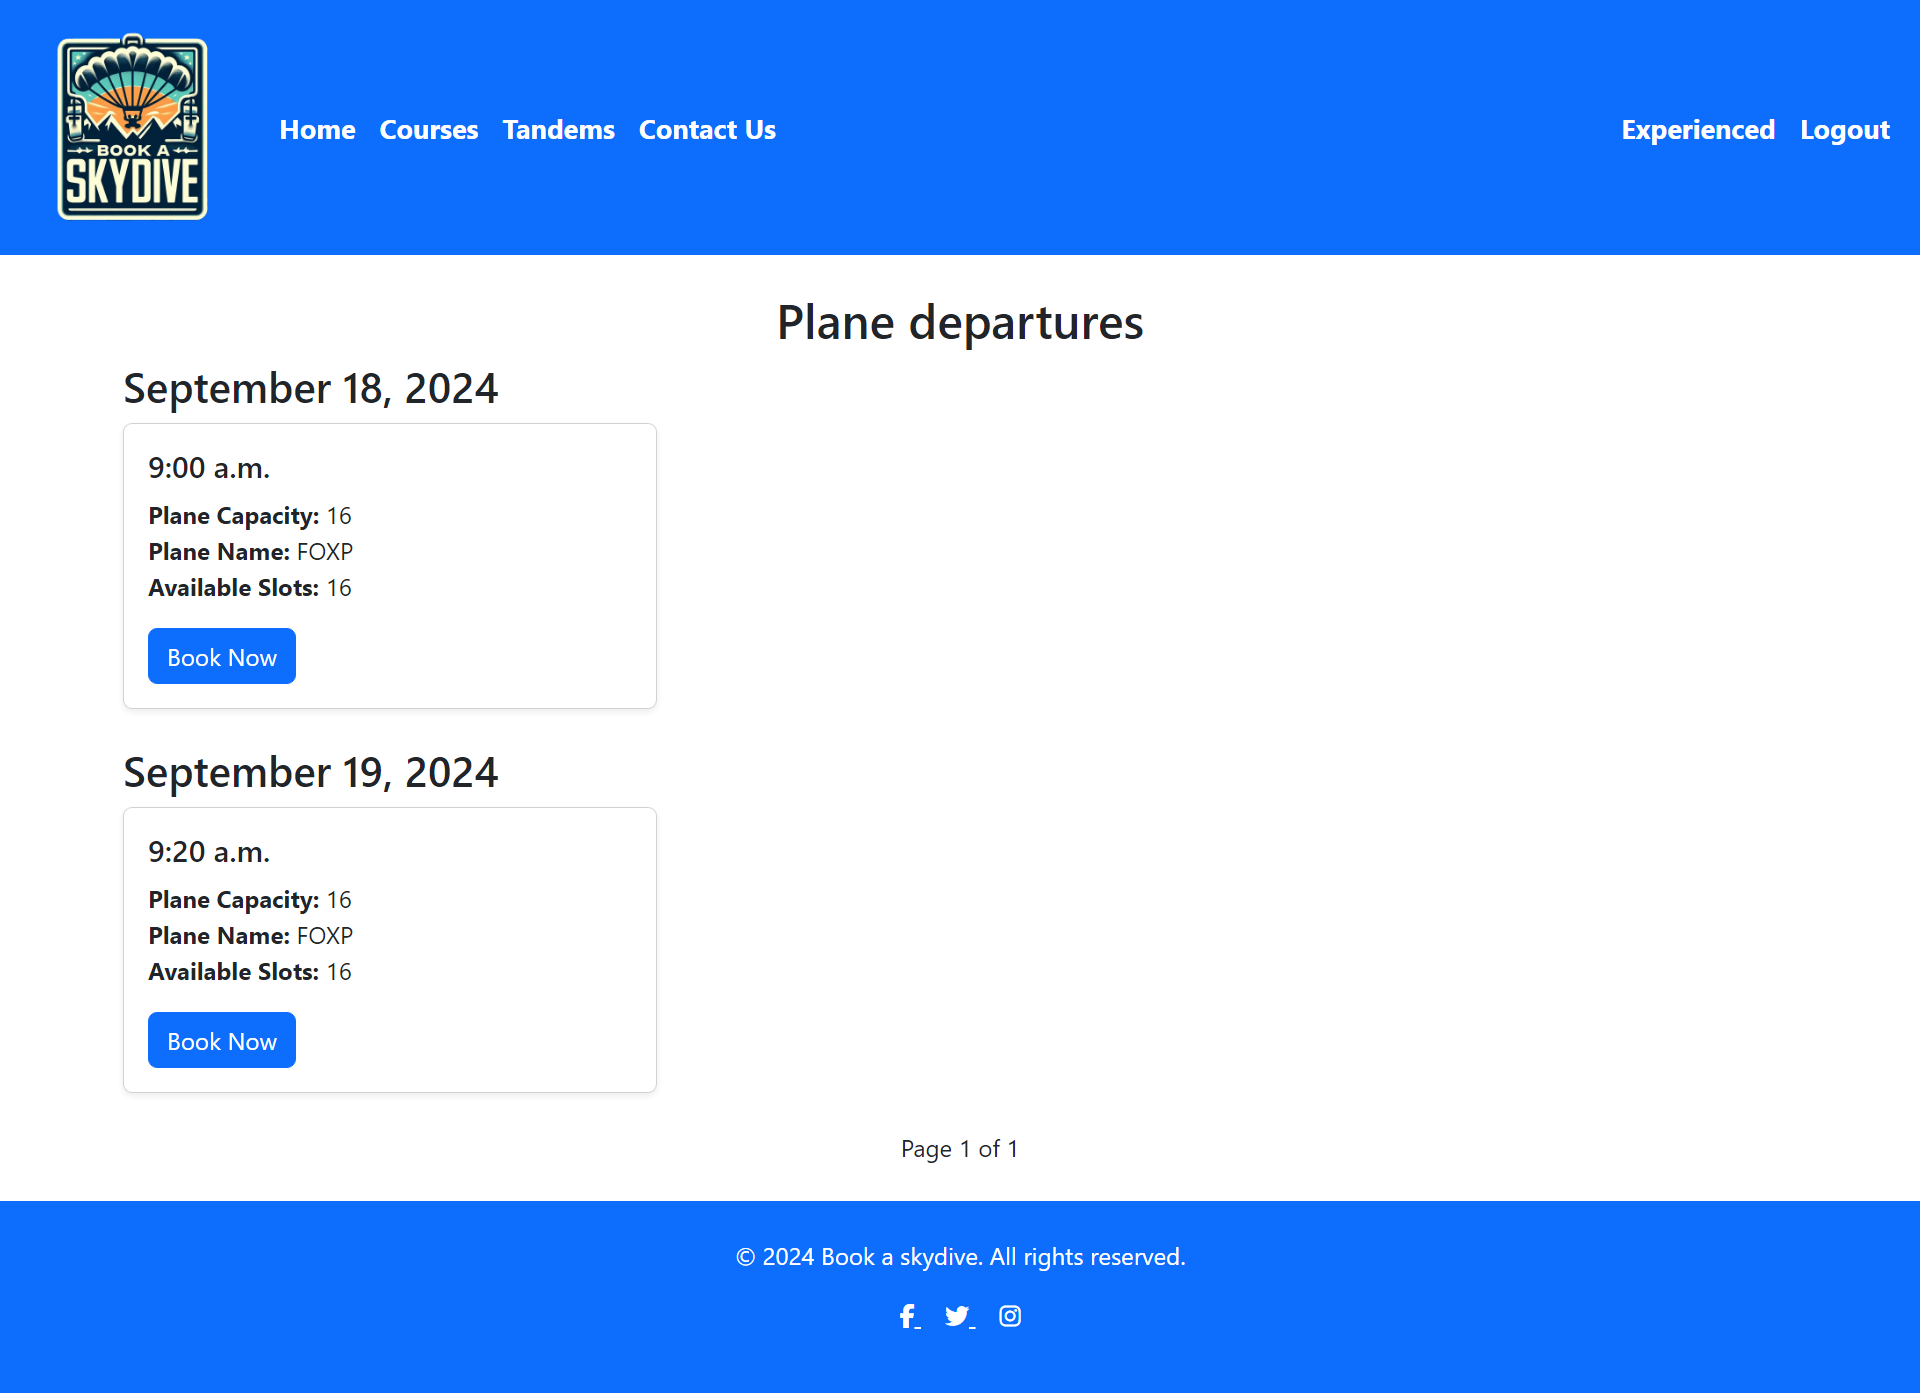 BOOK A
SKYDIVE
Home Courses Tandems Contact Us Experienced Logout
Plane departures
September 18, 2024
9:00 a.m.
Plane Capacity: 16
Plane Name: FOXP
Available Slots: 16
Book Now
September 19, 2024
9:20 a.m.
Plane Capacity: 16
Plane Name: FOXP
Available Slots: 16
Book Now
Page 1 of 1
© 2024 Book a skydive. All rights reserved.